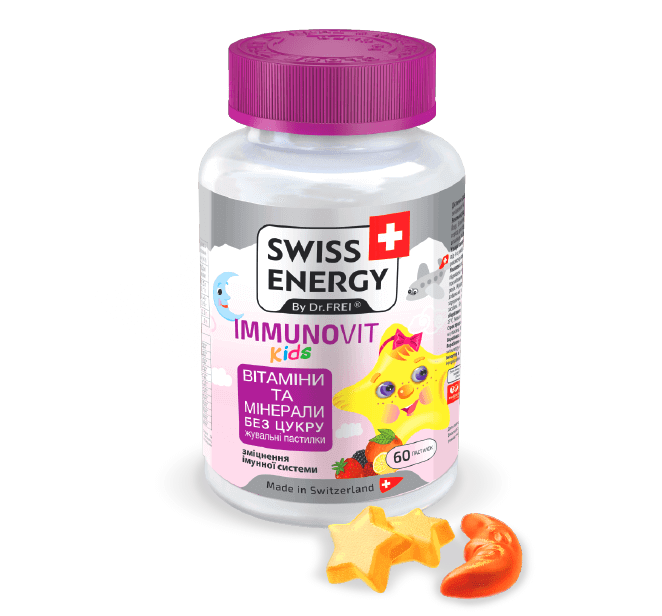 SWISS
ENERGY
By Dr.FREI ®
IMMUNOVIT
Kids
ВІТАМІНИ
ТА
МІНЕРАЛИ
БЕЗ ЦУКРУ
жувальні пастилки
зміцнення
імунної системи
60 ПАСТИЛОК
Made in Switzerland